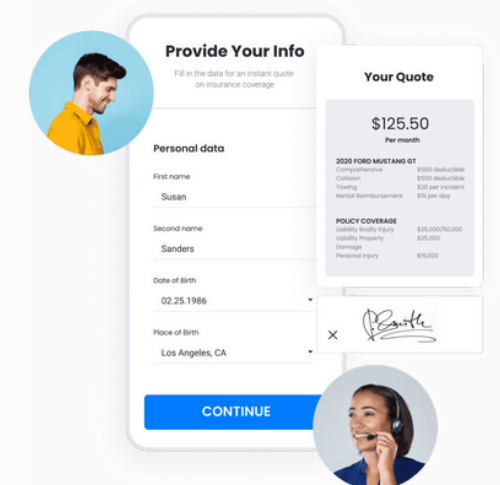 Provide Your Info
Fill in the data for an instant quote
on insurance coverage
Personal data
First name
Susan
Second name
Sanders
Date of Birth
02.25.1986
Place of Birth
Los Angeles, CA
CONTINUE
Your Quote
$125.50
Per month
2020 FORD MUSTANG GT
Comprehensive $500 deductible
Collision $500 deductible
Towing $20 per incident
Rental Reimbursement $15 per day
POLICY COVERAGE
Liability Bodily Injury $25,000/50,000
Liability Property $25,000
Damage
Personal Injury $15,000
Smith